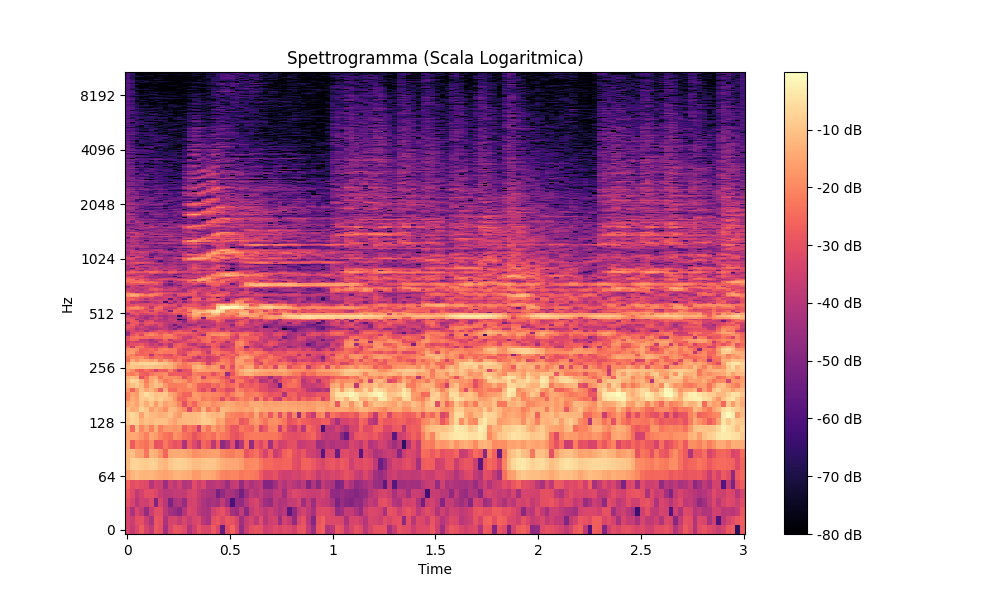 Spettrogramma (Scala Logaritmica)
8192
4096
2048
1024
512
256
128
64
0
Hz
0
0.5
1
1.5
2
2.5
3
Time
-10 dB
-20 dB
-30 dB
-40 dB
-50 dB
-60 dB
-70 dB
-80 dB